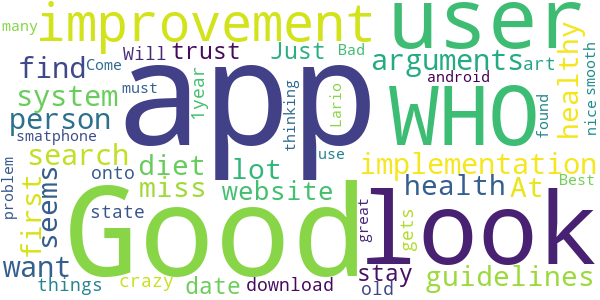 many
improvement
user
Will
trust
Just
Bad
arguments
art
find
Come
android
smooth
nice
healthy
system
must
app
WHO
found
person
smatphone
1year
thinking
Lario
use
search
diet
lot
implementation
first
seems
onto
miss
website
health
At
Best
problem
state
Good
look
great
gets
want
stay
guidelines
things
crazy
date
download
old